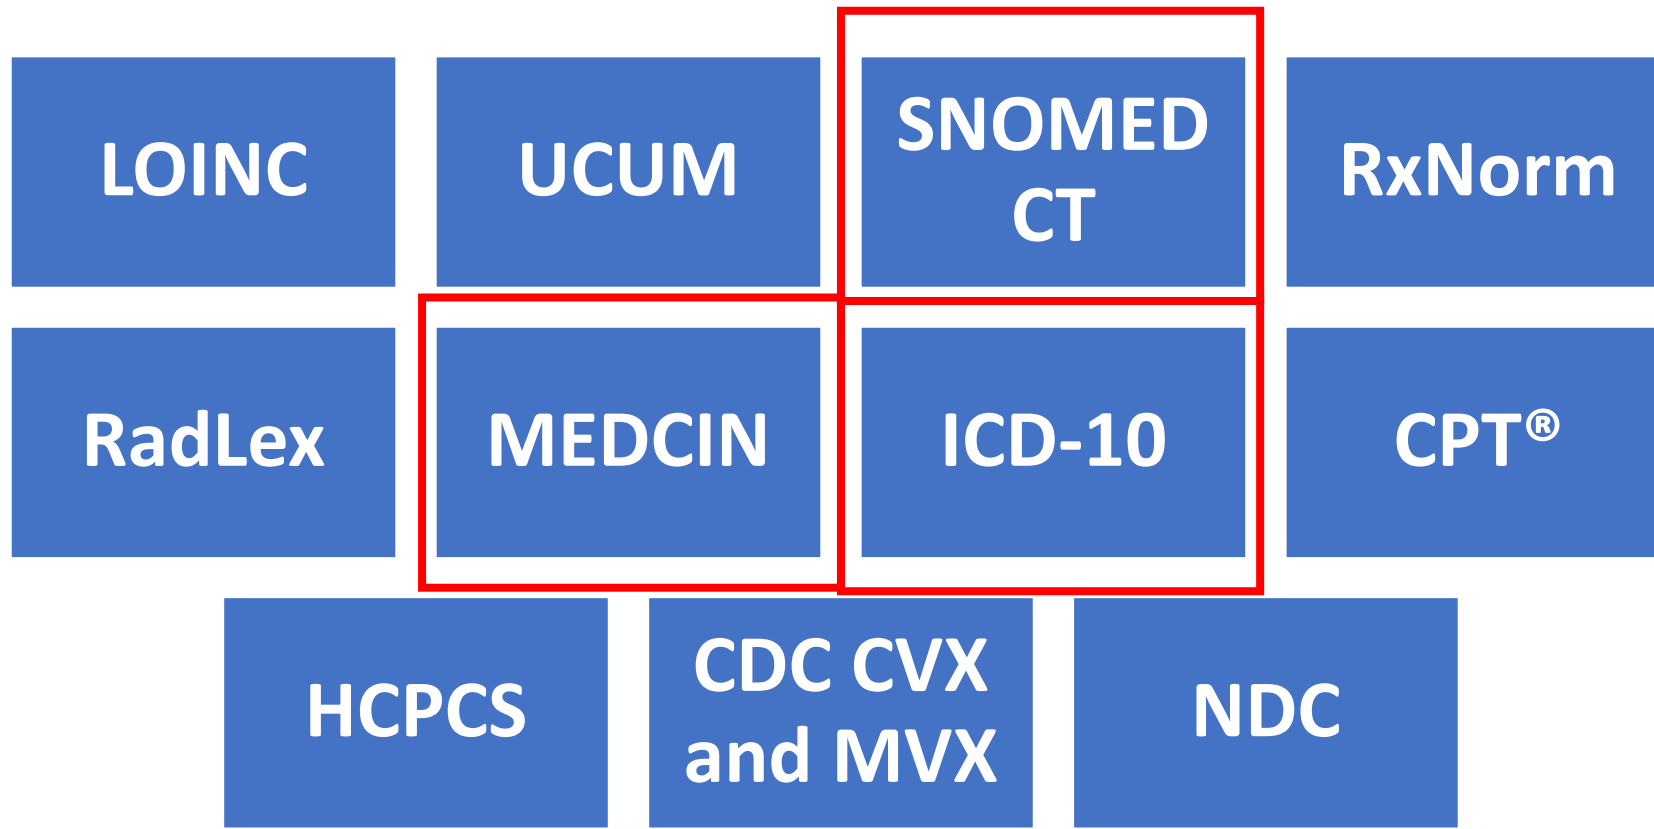 LOINC
UCUM
SNOMED
CT
RxNorm
RadLex
MEDCIN
ICD-10
CPT®
HCPCS
CDC CVX
and MVX
NDC